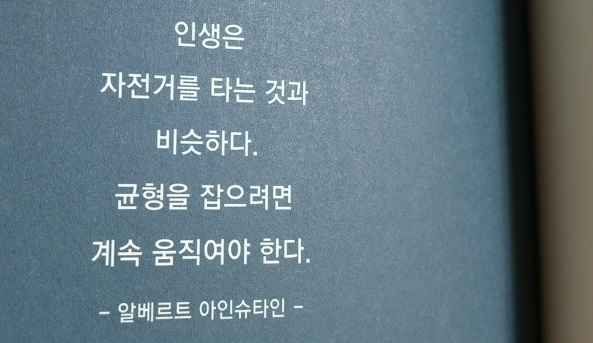 인생은
자전거를 타는 것과
비슷하다.
균형을 잡으려면
계속 움직여야 한다.
- 알베르트 아인슈타인 -